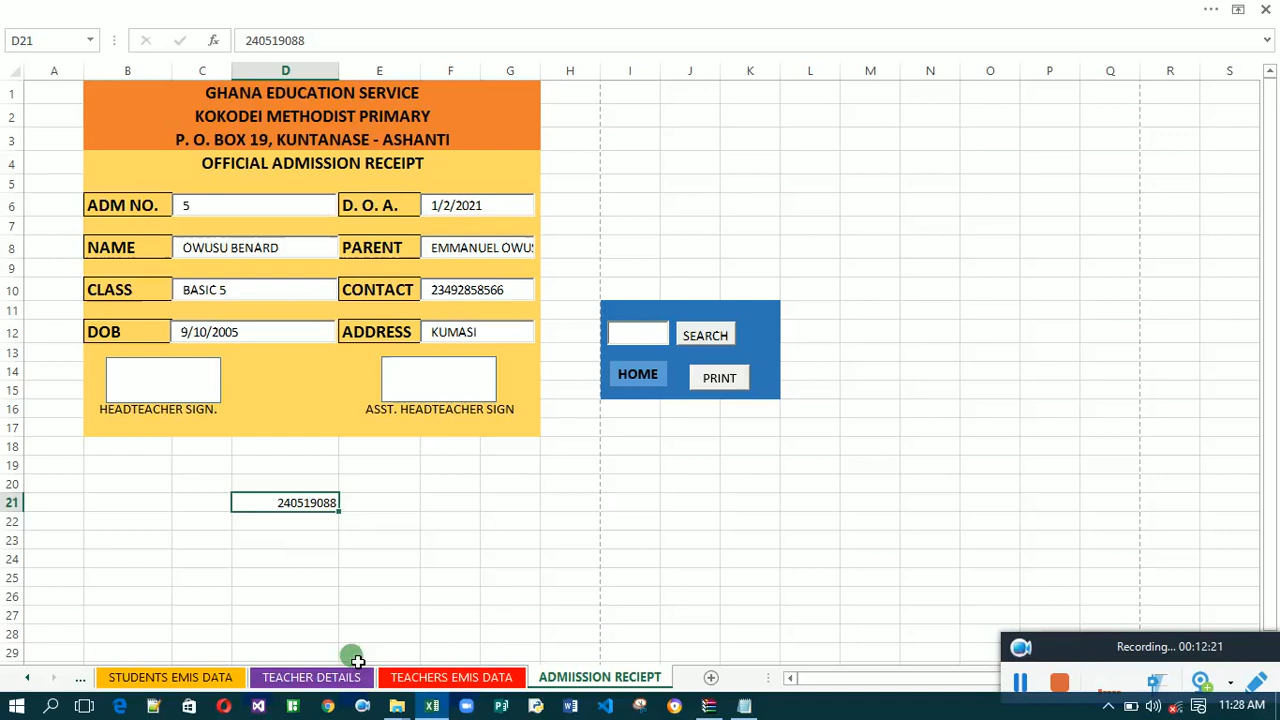 D21 240519088
A B C D E F G H I J K L M N O P Q R S
1 GHANA EDUCATION SERVICE
2 KOKODEI METHODIST PRIMARY
3 P. O. BOX 19, KUNTANASE - ASHANTI
4 OFFICIAL ADMISSION RECEIPT
5
6 ADM NO. 5 D. O. A. 1/2/2021
7
8 NAME OWUSU BENARD PARENT EMMANUEL OWUS
9
10 CLASS BASIC 5 CONTACT 23492858566
11
12 DOB 9/10/2005 ADDRESS KUMASI SEARCH
13
14 HOME PRINT
15
16 HEADTEACHER SIGN. ASST. HEADTEACHER SIGN
17
18
19
20
21 240519088
22
23
24
25
26
27
28
29
Recording... 00:12:21
... STUDENTS EMIS DATA TEACHER DETAILS TEACHERS EMIS DATA ADMISSION RECIEPT
11:28 AM